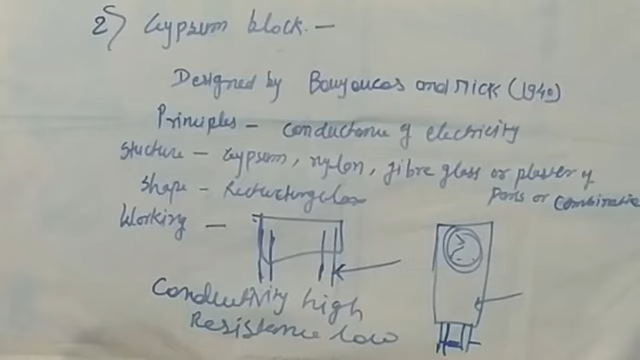 2) Gypsum block. -
Designed by Bouyoucos and Mick (1940)
Principles - Conductance of electricity
Stucture - Gypsum, nylon, fibre glass or plaster of
Paris or Combination
Shape - Rectangular
Working -
Conductivity high
Resistance low